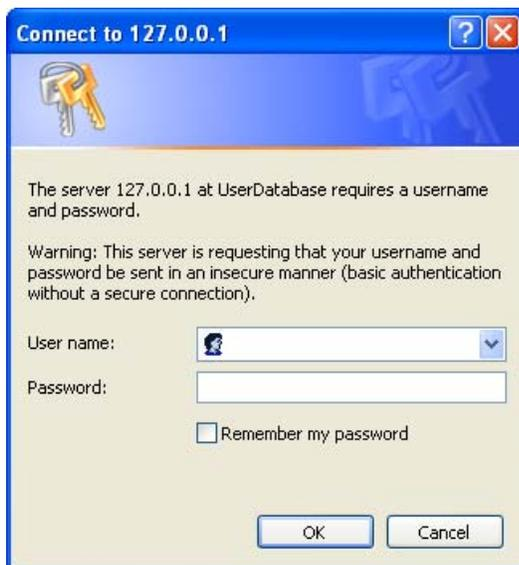 Connect to 127.0.0.1
The server 127.0.0.1 at UserDatabase requires a username
and password.
Warning: This server is requesting that your username and
password be sent in an insecure manner (basic authentication
without a secure connection).
User name:
Password:
Remember my password
OK Cancel